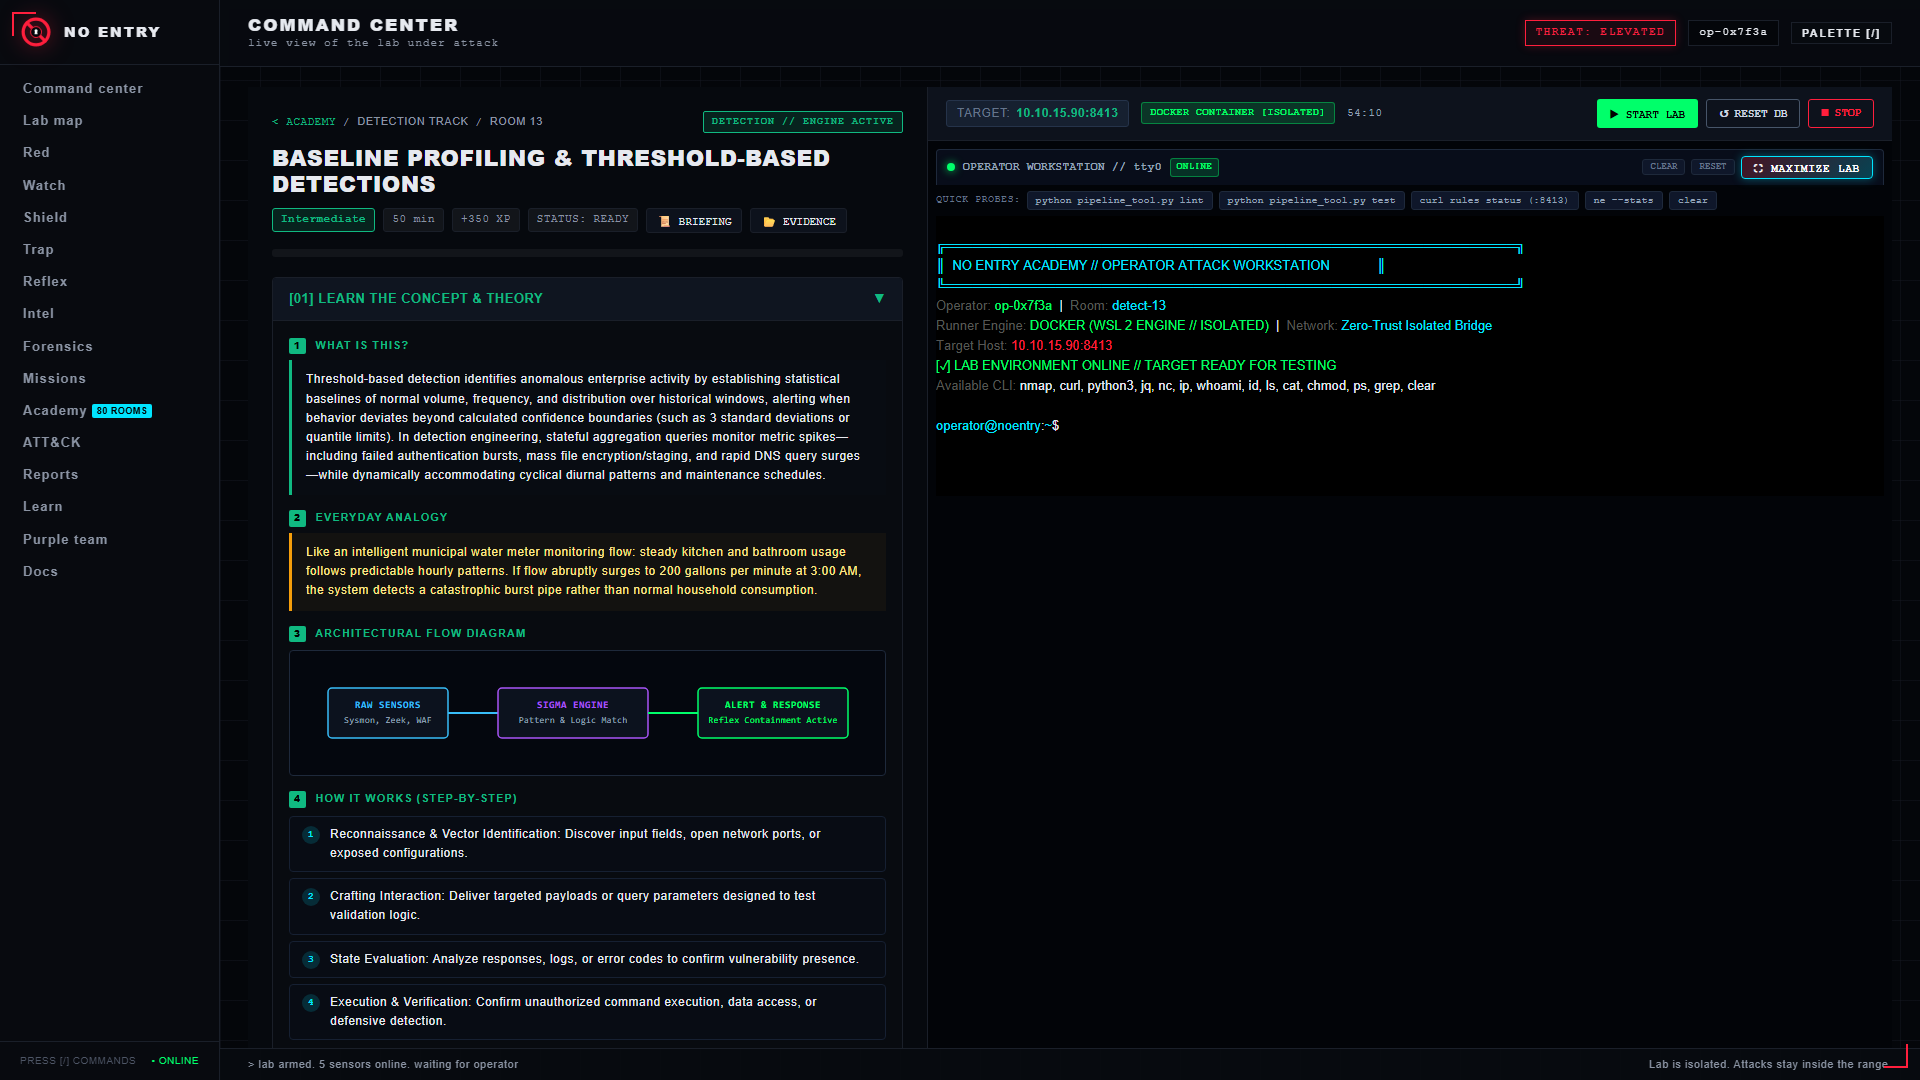 NO ENTRY
Command center
Lab map
Red
Watch
Shield
Trap
Reflex
Intel
Forensics
Missions
Academy 80 ROOMS
ATT&CK
Reports
Learn
Purple team
Docs
PRESS [/] COMMANDS • ONLINE
COMMAND CENTER
live view of the lab under attack
THREAT: ELEVATED
op-0x7f3a
PALETTE [/]
< ACADEMY / DETECTION TRACK / ROOM 13
DETECTION // ENGINE ACTIVE
BASELINE PROFILING & THRESHOLD-BASED
DETECTIONS
Intermediate 50 min +350 XP STATUS: READY BRIEFING EVIDENCE
[01] LEARN THE CONCEPT & THEORY ▼
1 WHAT IS THIS?
Threshold-based detection identifies anomalous enterprise activity by establishing statistical
baselines of normal volume, frequency, and distribution over historical windows, alerting when
behavior deviates beyond calculated confidence boundaries (such as 3 standard deviations or
quantile limits). In detection engineering, stateful aggregation queries monitor metric spikes—
including failed authentication bursts, mass file encryption/staging, and rapid DNS query surges
—while dynamically accommodating cyclical diurnal patterns and maintenance schedules.
2 EVERYDAY ANALOGY
Like an intelligent municipal water meter monitoring flow: steady kitchen and bathroom usage
follows predictable hourly patterns. If flow abruptly surges to 200 gallons per minute at 3:00 AM,
the system detects a catastrophic burst pipe rather than normal household consumption.
3 ARCHITECTURAL FLOW DIAGRAM
RAW SENSORS
Sysmon, Zeek, WAF
SIGMA ENGINE
Pattern & Logic Match
ALERT & RESPONSE
Reflex Containment Active
4 HOW IT WORKS (STEP-BY-STEP)
1 Reconnaissance & Vector Identification: Discover input fields, open network ports, or
exposed configurations.
2 Crafting Interaction: Deliver targeted payloads or query parameters designed to test
validation logic.
3 State Evaluation: Analyze responses, logs, or error codes to confirm vulnerability presence.
4 Execution & Verification: Confirm unauthorized command execution, data access, or
defensive detection.
TARGET: 10.10.15.90:8413
DOCKER CONTAINER [ISOLATED]
54:10
▶ START LAB
↺ RESET DB
■ STOP
OPERATOR WORKSTATION // tty0 ONLINE
CLEAR RESET MAXIMIZE LAB
QUICK PROBES: python pipeline_tool.py lint python pipeline_tool.py test curl rules status (:8413) ne --stats clear
NO ENTRY ACADEMY // OPERATOR ATTACK WORKSTATION
Operator: op-0x7f3a | Room: detect-13
Runner Engine: DOCKER (WSL 2 ENGINE // ISOLATED) | Network: Zero-Trust Isolated Bridge
Target Host: 10.10.15.90:8413
[✓] LAB ENVIRONMENT ONLINE // TARGET READY FOR TESTING
Available CLI: nmap, curl, python3, jq, nc, ip, whoami, id, ls, cat, chmod, ps, grep, clear
operator@noentry:~$
> lab armed. 5 sensors online. waiting for operator
Lab is isolated. Attacks stay inside the range.